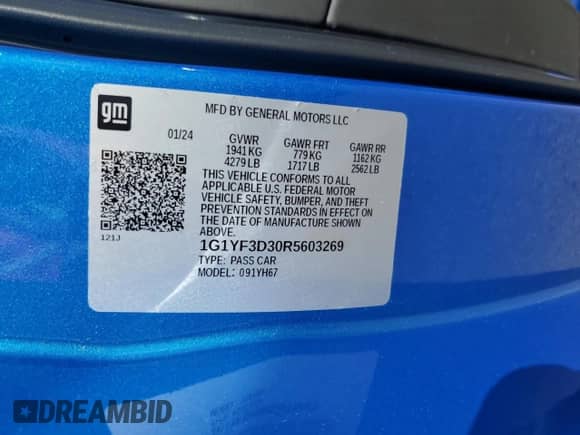 gm
MFD BY GENERAL MOTORS LLC
01/24 GVWR GAWR FRT GAWR RR
1941 KG 779 KG 1162 KG
4279 LB 1717 LB 2562 LB
THIS VEHICLE CONFORMS TO ALL
APPLICABLE U.S. FEDERAL MOTOR
VEHICLE SAFETY, BUMPER, AND THEFT
PREVENTION STANDARDS IN EFFECT ON
THE DATE OF MANUFACTURE SHOWN
ABOVE.
121J
1G1YF3D30R5603269
TYPE: PASS CAR
MODEL: 091YH67
DREAMBID